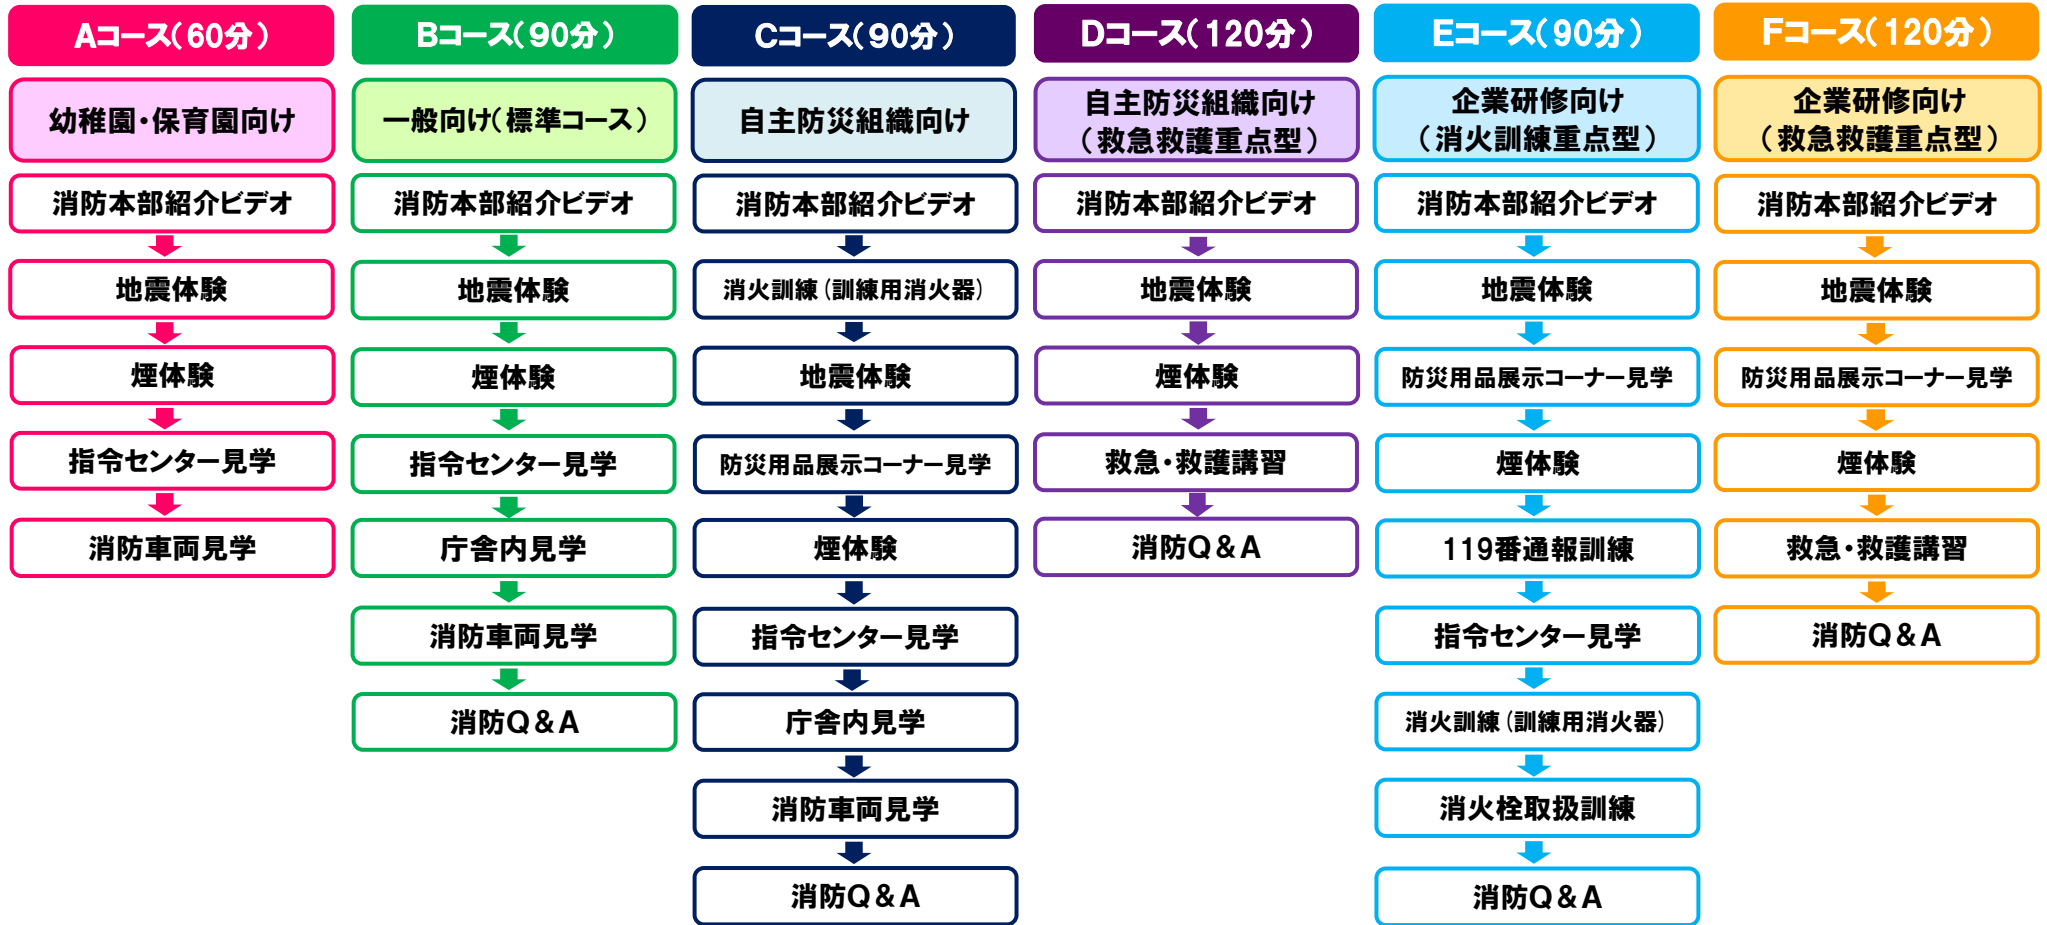 Aコース(60分)
幼稚園・保育園向け
消防本部紹介ビデオ
地震体験
煙体験
指令センター見学
消防車両見学
Bコース(90分)
一般向け(標準コース)
消防本部紹介ビデオ
地震体験
煙体験
指令センター見学
庁舎内見学
消防車両見学
消防Q&A
Cコース(90分)
自主防災組織向け
消防本部紹介ビデオ
消火訓練(訓練用消火器)
地震体験
防災用品展示コーナー見学
煙体験
指令センター見学
庁舎内見学
消防車両見学
消防Q&A
Dコース(120分)
自主防災組織向け
(救急救護重点型)
消防本部紹介ビデオ
地震体験
煙体験
救急・救護講習
消防Q&A
Eコース(90分)
企業研修向け
(消火訓練重点型)
消防本部紹介ビデオ
地震体験
防災用品展示コーナー見学
煙体験
119番通報訓練
指令センター見学
消火訓練(訓練用消火器)
消火栓取扱訓練
消防Q&A
Fコース(120分)
企業研修向け
(救急救護重点型)
消防本部紹介ビデオ
地震体験
防災用品展示コーナー見学
煙体験
救急・救護講習
消防Q&A